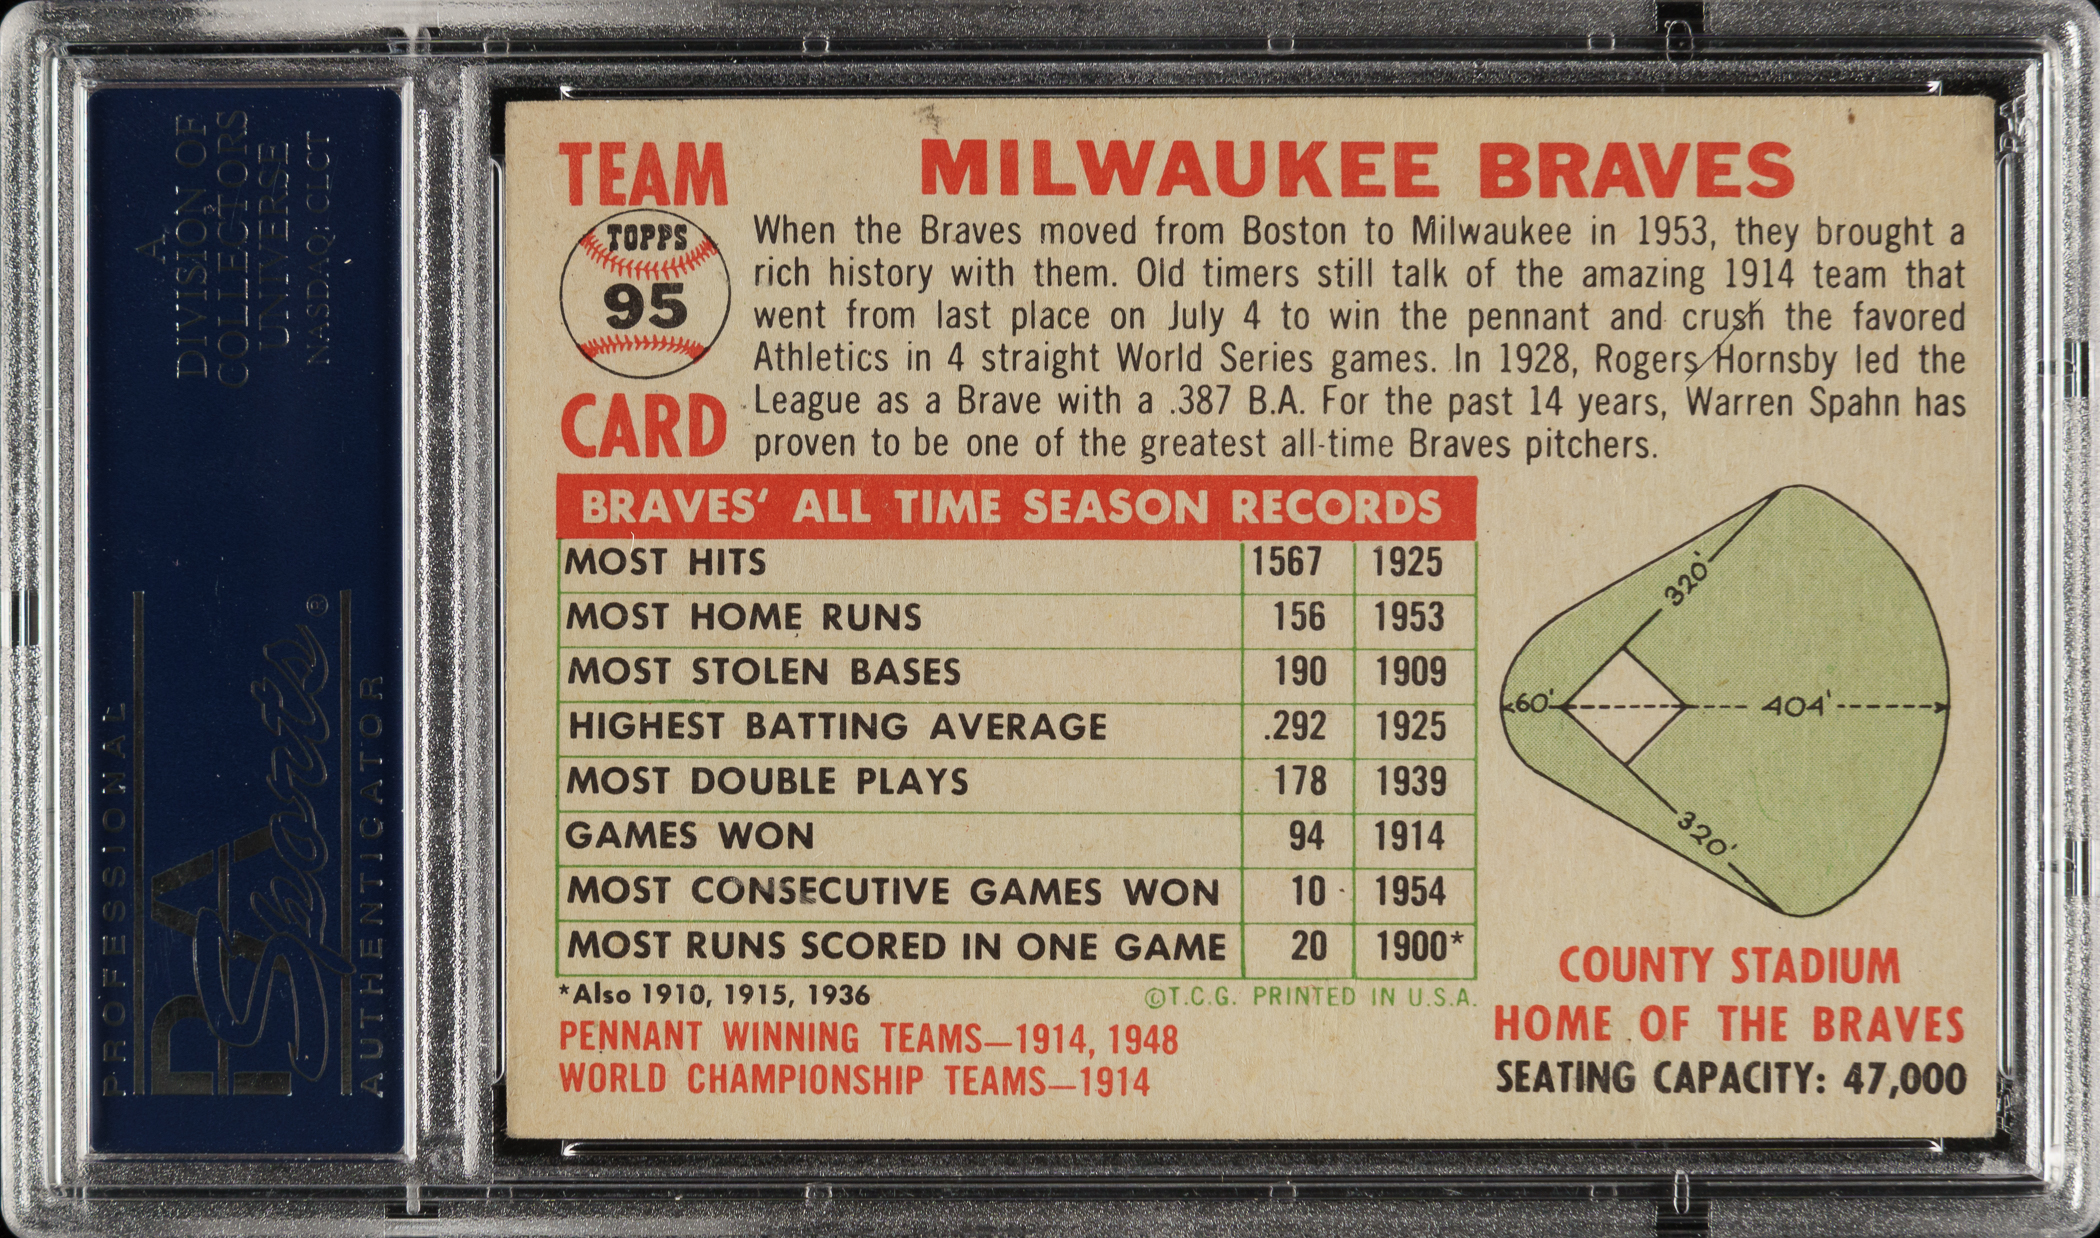 A
DIVISION OF
COLLECTORS
UNIVERSE
NASDAQ: CLCT
PROFESSIONAL
PSA
Sports®
AUTHENTICATOR
TEAM
TOPPS
95
CARD
MILWAUKEE BRAVES
When the Braves moved from Boston to Milwaukee in 1953, they brought a
rich history with them. Old timers still talk of the amazing 1914 team that
went from last place on July 4 to win the pennant and crush the favored
Athletics in 4 straight World Series games. In 1928, Rogers Hornsby led the
League as a Brave with a .387 B.A. For the past 14 years, Warren Spahn has
proven to be one of the greatest all-time Braves pitchers.
BRAVES' ALL TIME SEASON RECORDS
MOST HITS 1567 1925
MOST HOME RUNS 156 1953
MOST STOLEN BASES 190 1909
HIGHEST BATTING AVERAGE .292 1925
MOST DOUBLE PLAYS 178 1939
GAMES WON 94 1914
MOST CONSECUTIVE GAMES WON 10 1954
MOST RUNS SCORED IN ONE GAME 20 1900*
*Also 1910, 1915, 1936
©T.C.G. PRINTED IN U.S.A.
PENNANT WINNING TEAMS—1914, 1948
WORLD CHAMPIONSHIP TEAMS—1914
320'
60'
404'
320'
COUNTY STADIUM
HOME OF THE BRAVES
SEATING CAPACITY: 47,000